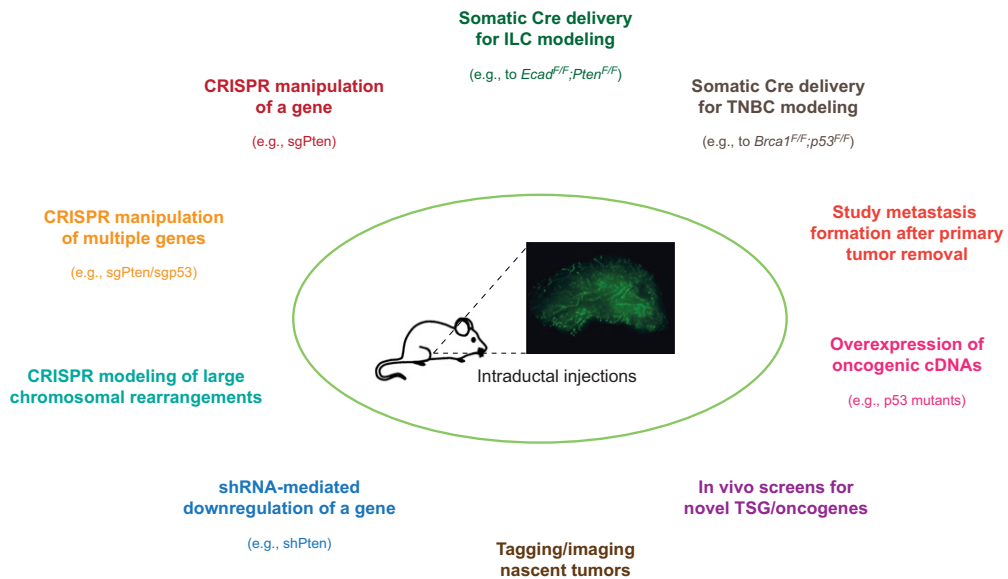 Somatic Cre delivery
for ILC modeling
(e.g., to Ecad^F/F;Pten^F/F)
CRISPR manipulation
of a gene
(e.g., sgPten)
Somatic Cre delivery
for TNBC modeling
(e.g., to Brca1^F/F;p53^F/F)
CRISPR manipulation
of multiple genes
(e.g., sgPten/sgp53)
Study metastasis
formation after primary
tumor removal
Intraductal injections
CRISPR modeling of large
chromosomal rearrangements
Overexpression of
oncogenic cDNAs
(e.g., p53 mutants)
shRNA-mediated
downregulation of a gene
(e.g., shPten)
In vivo screens for
novel TSG/oncogenes
Tagging/imaging
nascent tumors